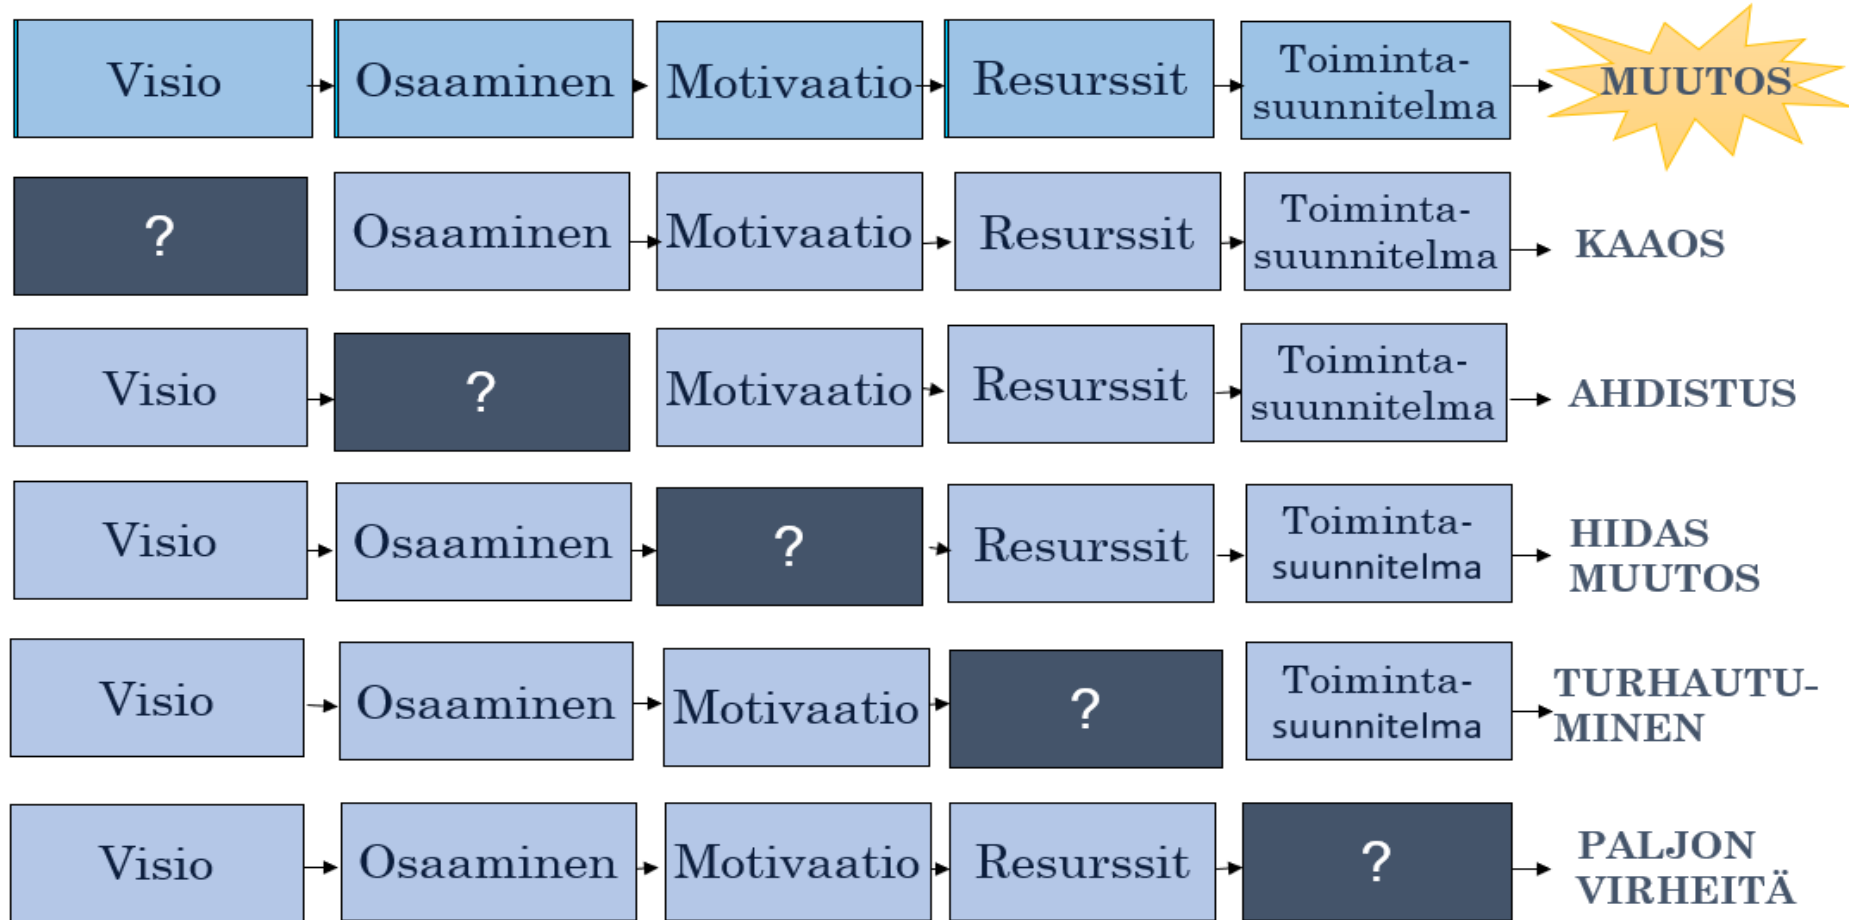 Visio
Osaaminen
Motivaatio
Resurssit
Toiminta-
suunnitelma
MUUTOS
?
Osaaminen
Motivaatio
Resurssit
Toiminta-
suunnitelma
KAAOS
Visio
?
Motivaatio
Resurssit
Toiminta-
suunnitelma
AHDISTUS
Visio
Osaaminen
?
Resurssit
Toiminta-
suunnitelma
HIDAS
MUUTOS
Visio
Osaaminen
Motivaatio
?
Toiminta-
suunnitelma
TURHAUTU-
MINEN
Visio
Osaaminen
Motivaatio
Resurssit
?
PALJON
VIRHEITÄ